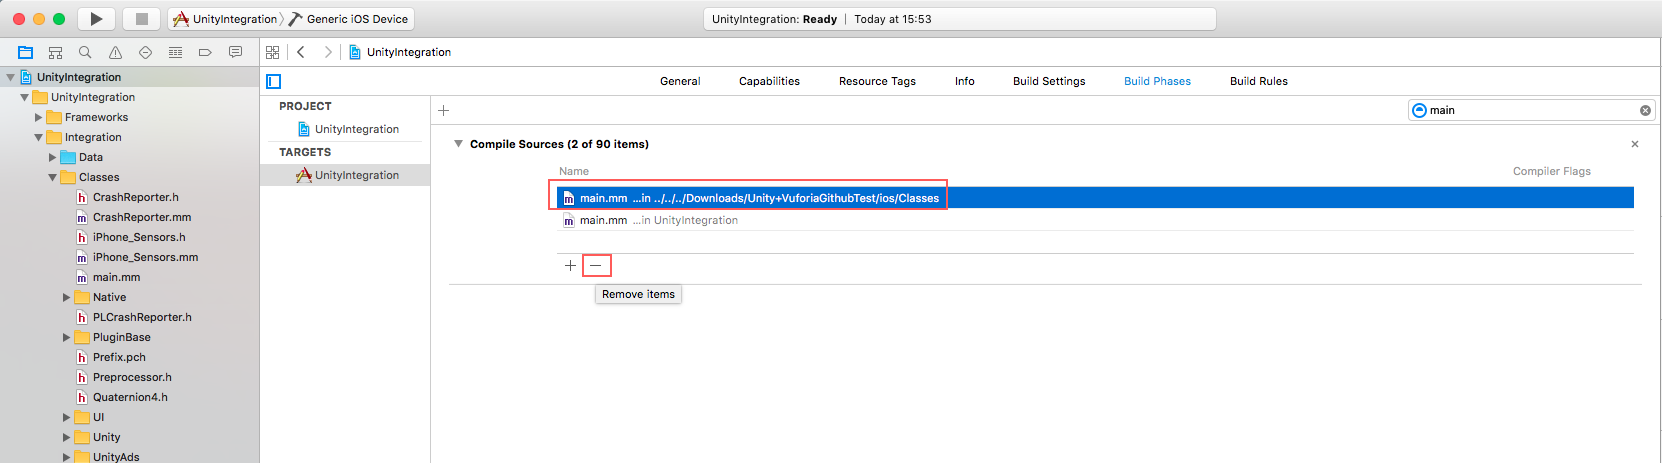 UnityIntegration Generic iOS Device
UnityIntegration: Ready | Today at 15:53
UnityIntegration
General Capabilities Resource Tags Info Build Settings Build Phases Build Rules
UnityIntegration
UnityIntegration
Frameworks
Integration
Data
Classes
CrashReporter.h
CrashReporter.mm
iPhone_Sensors.h
iPhone_Sensors.mm
main.mm
Native
PLCrashReporter.h
PluginBase
Prefix.pch
Preprocessor.h
Quaternion4.h
UI
Unity
UnityAds
PROJECT
UnityIntegration
TARGETS
UnityIntegration
main
Compile Sources (2 of 90 items)
Name Compiler Flags
main.mm ...in ../../../Downloads/Unity+VuforiaGithubTest/ios/Classes
main.mm ...in UnityIntegration
Remove items